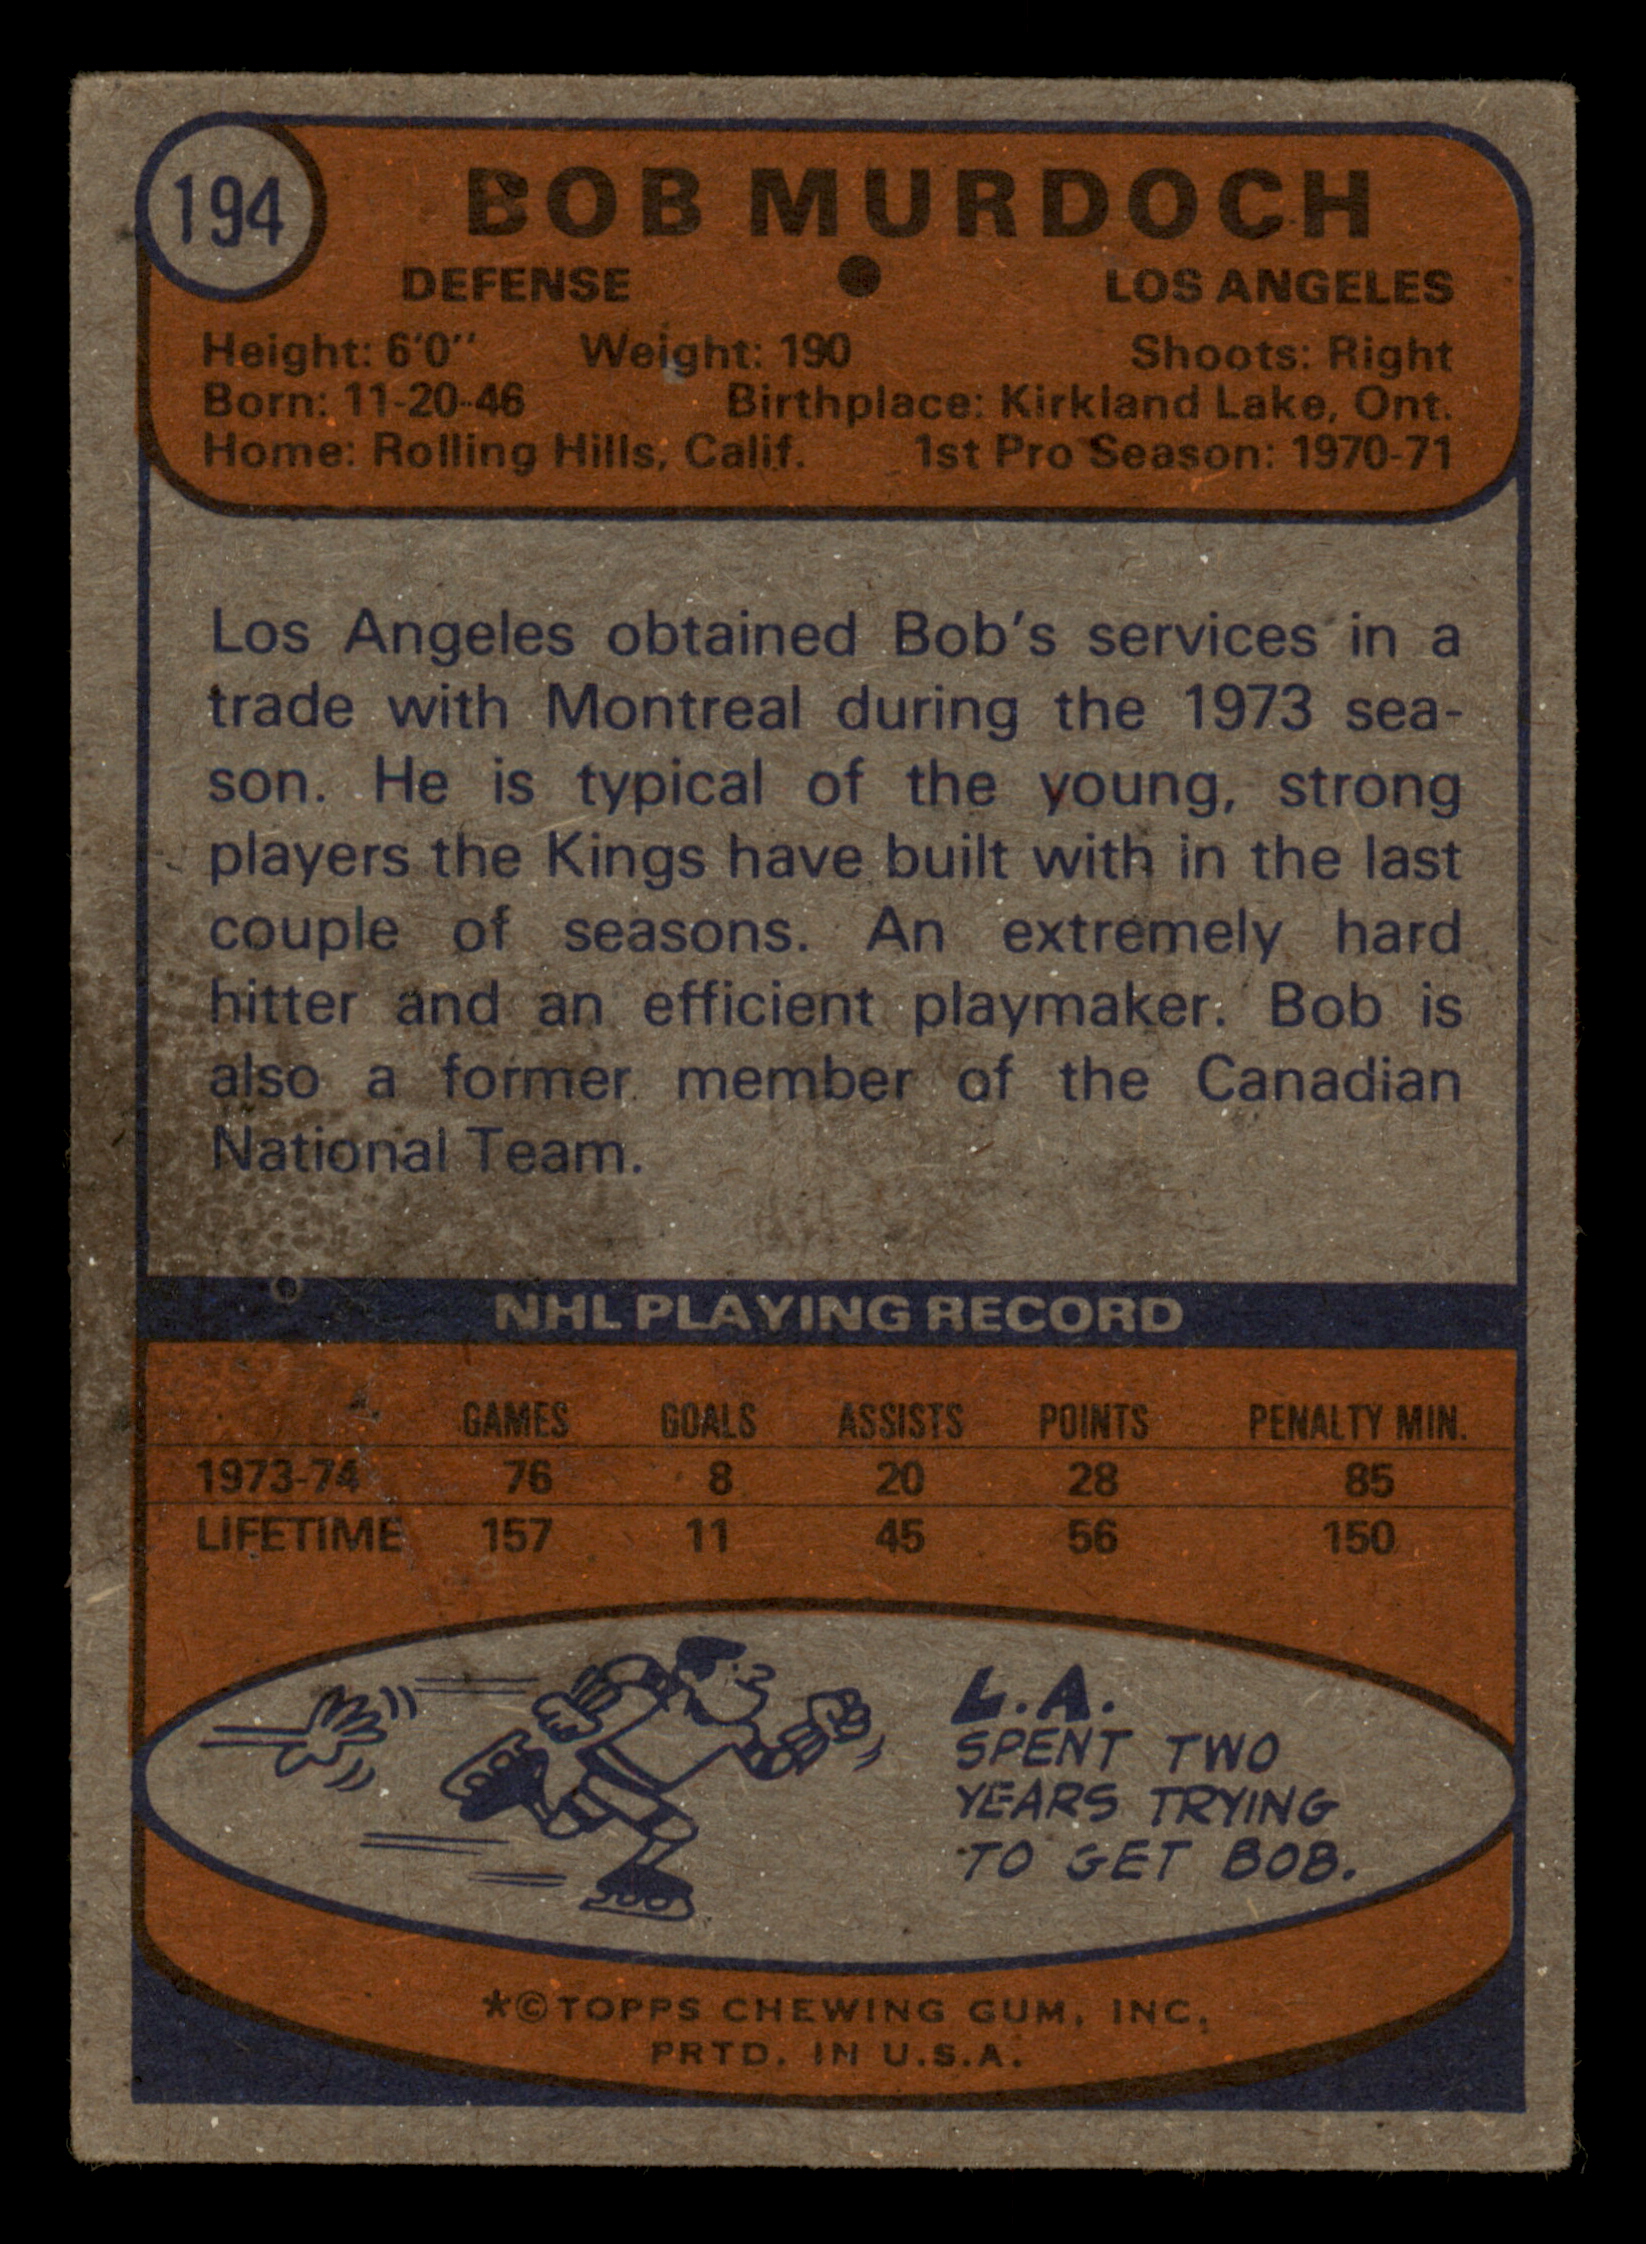 194
BOB MURDOCH
DEFENSE ● LOS ANGELES
Height: 6'0" Weight: 190 Shoots: Right
Born: 11-20-46 Birthplace: Kirkland Lake, Ont.
Home: Rolling Hills, Calif. 1st Pro Season: 1970-71
Los Angeles obtained Bob's services in a
trade with Montreal during the 1973 sea-
son. He is typical of the young, strong
players the Kings have built with in the last
couple of seasons. An extremely hard
hitter and an efficient playmaker. Bob is
also a former member of the Canadian
National Team.
NHL PLAYING RECORD
GAMES GOALS ASSISTS POINTS PENALTY MIN.
1973-74 76 8 20 28 85
LIFETIME 157 11 45 56 150
L.A.
SPENT TWO
YEARS TRYING
TO GET BOB.
*©TOPPS CHEWING GUM, INC.
PRTD. IN U.S.A.